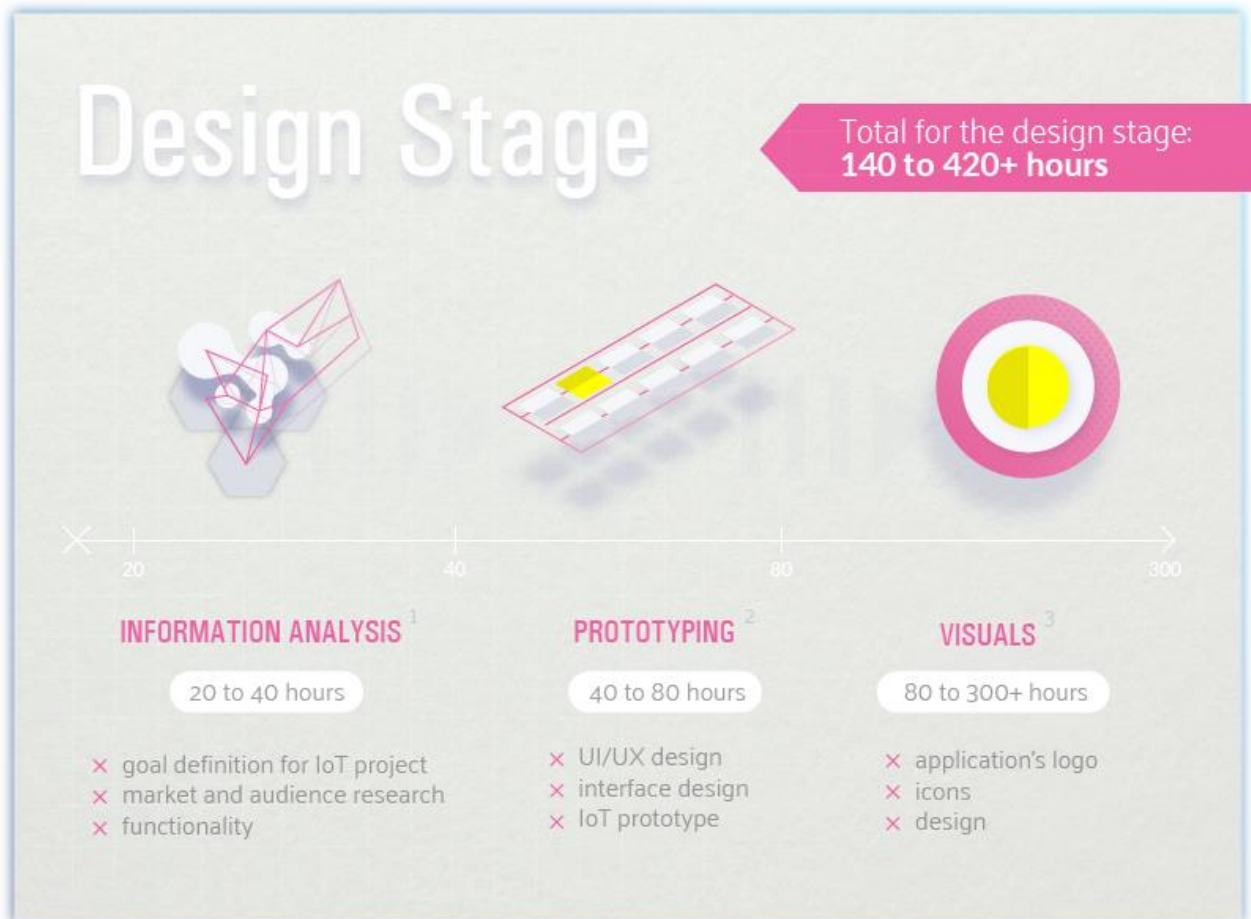 Design Stage
Total for the design stage:
140 to 420+ hours
20
40
80
300
INFORMATION ANALYSIS 1
20 to 40 hours
× goal definition for IoT project
× market and audience research
× functionality
PROTOTYPING 2
40 to 80 hours
× UI/UX design
× interface design
× IoT prototype
VISUALS 3
80 to 300+ hours
× application's logo
× icons
× design